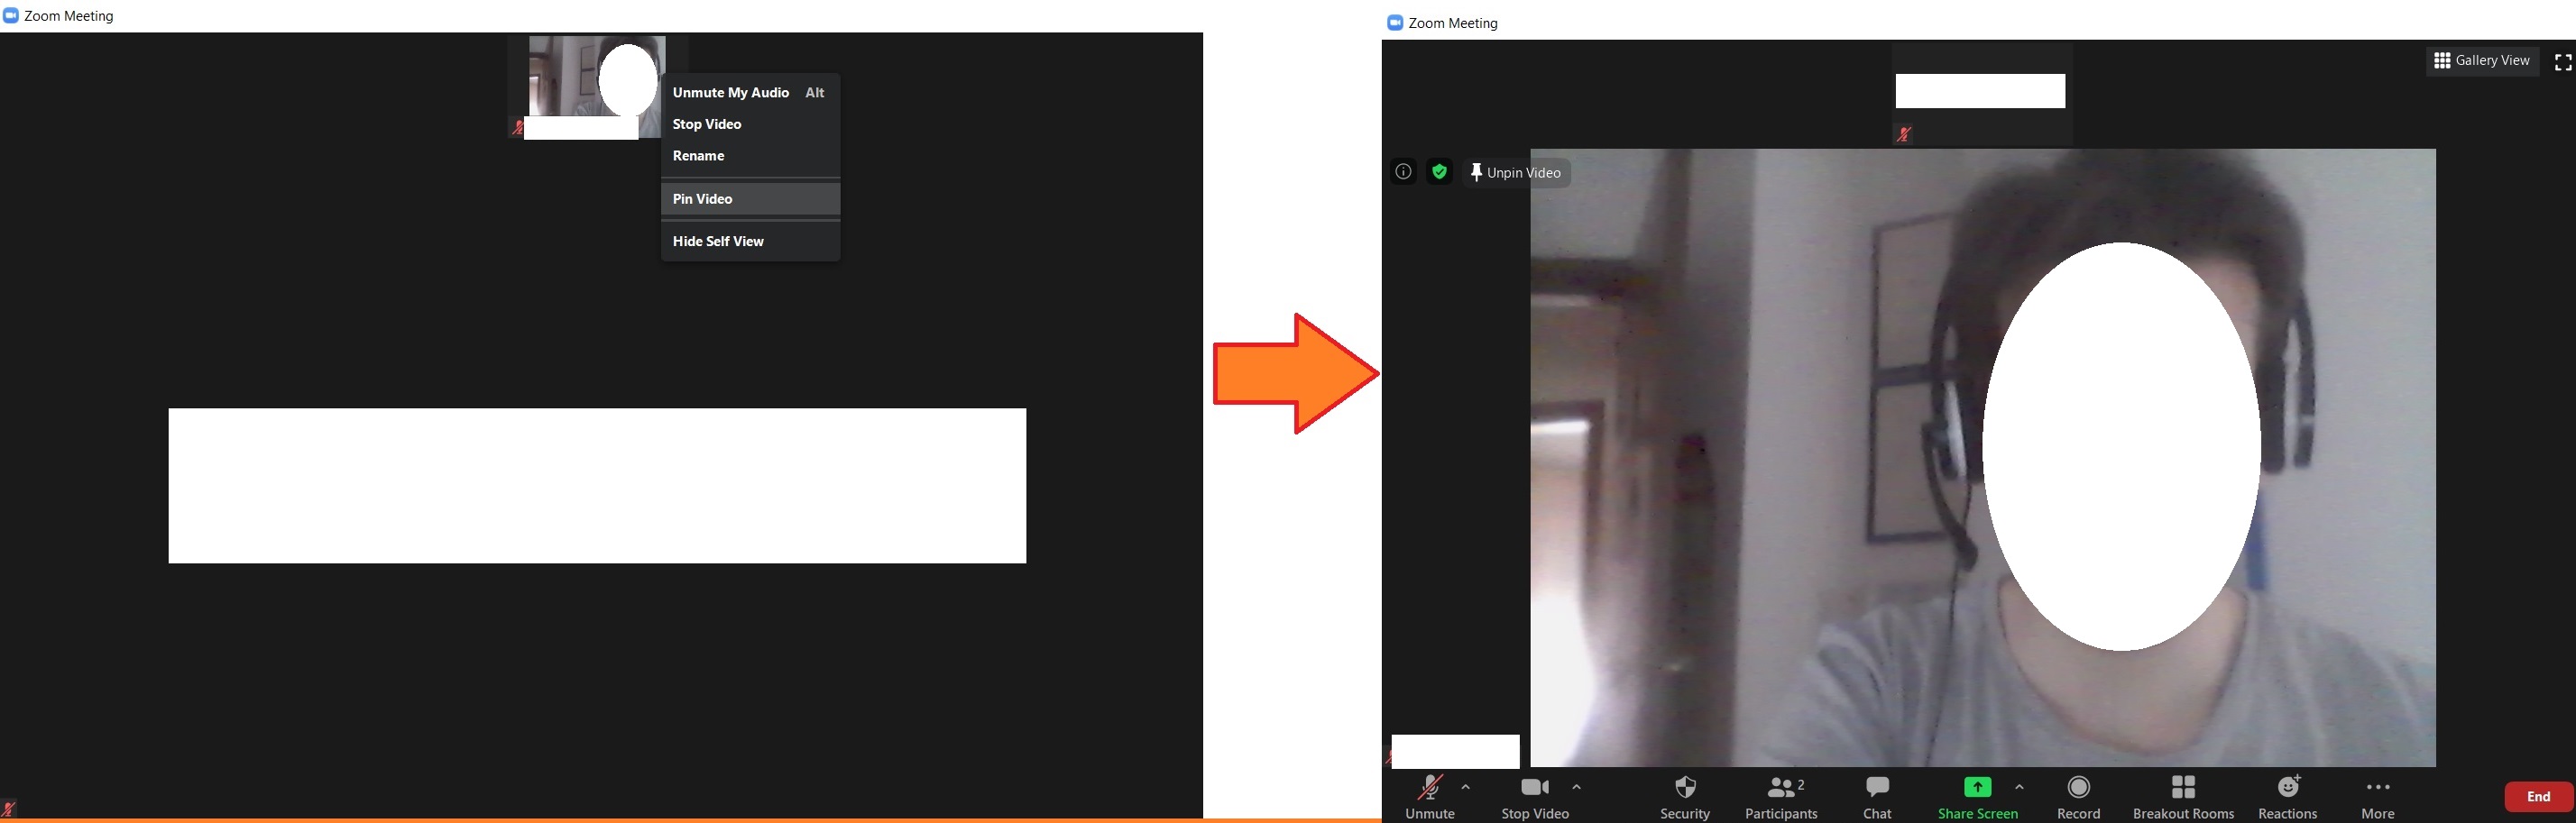 Zoom Meeting
Unmute My Audio Alt
Stop Video
Rename
Pin Video
Hide Self View
Zoom Meeting
Gallery View
Unpin Video
Unmute
Stop Video
Security
Participants 2
Chat
Share Screen
Record
Breakout Rooms
Reactions
More
End